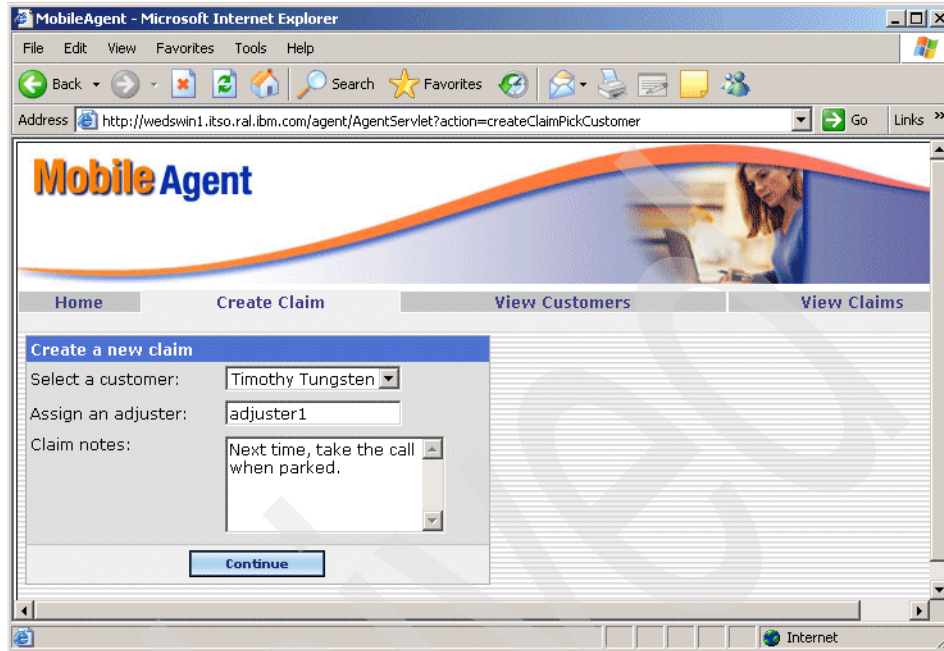 MobileAgent - Microsoft Internet Explorer
File Edit View Favorites Tools Help
Back Search Favorites
Address http://wedswin1.itso.ral.ibm.com/agent/AgentServlet?action=createClaimPickCustomer Go Links »
Mobile Agent
Home Create Claim View Customers View Claims
Create a new claim
Select a customer: Timothy Tungsten
Assign an adjuster: adjuster1
Claim notes: Next time, take the call
when parked.
Continue
Internet